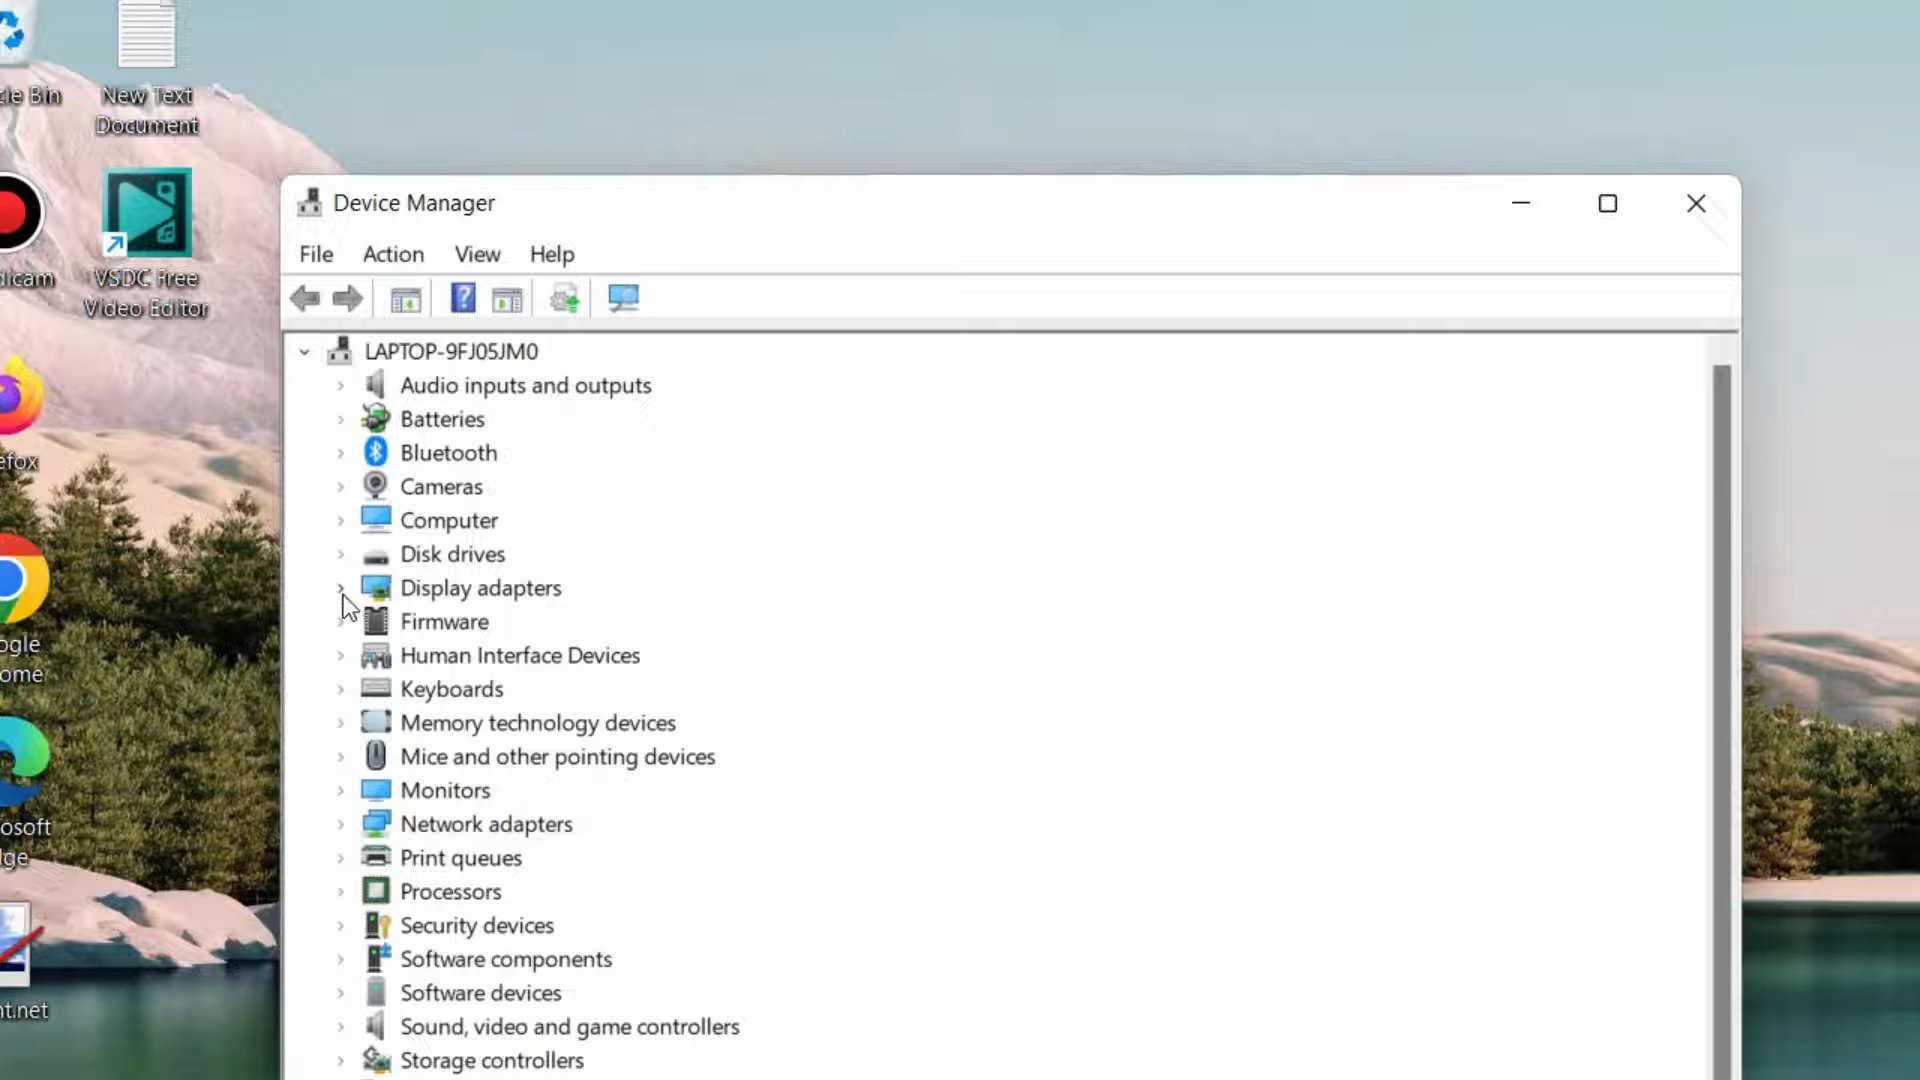 cle Bin
New Text
Document
dicam
VSDC Free
Video Editor
efox
ogle
ome
osoft
ge
nt.net
Device Manager
File Action View Help
LAPTOP-9FJ05JM0
Audio inputs and outputs
Batteries
Bluetooth
Cameras
Computer
Disk drives
Display adapters
Firmware
Human Interface Devices
Keyboards
Memory technology devices
Mice and other pointing devices
Monitors
Network adapters
Print queues
Processors
Security devices
Software components
Software devices
Sound, video and game controllers
Storage controllers